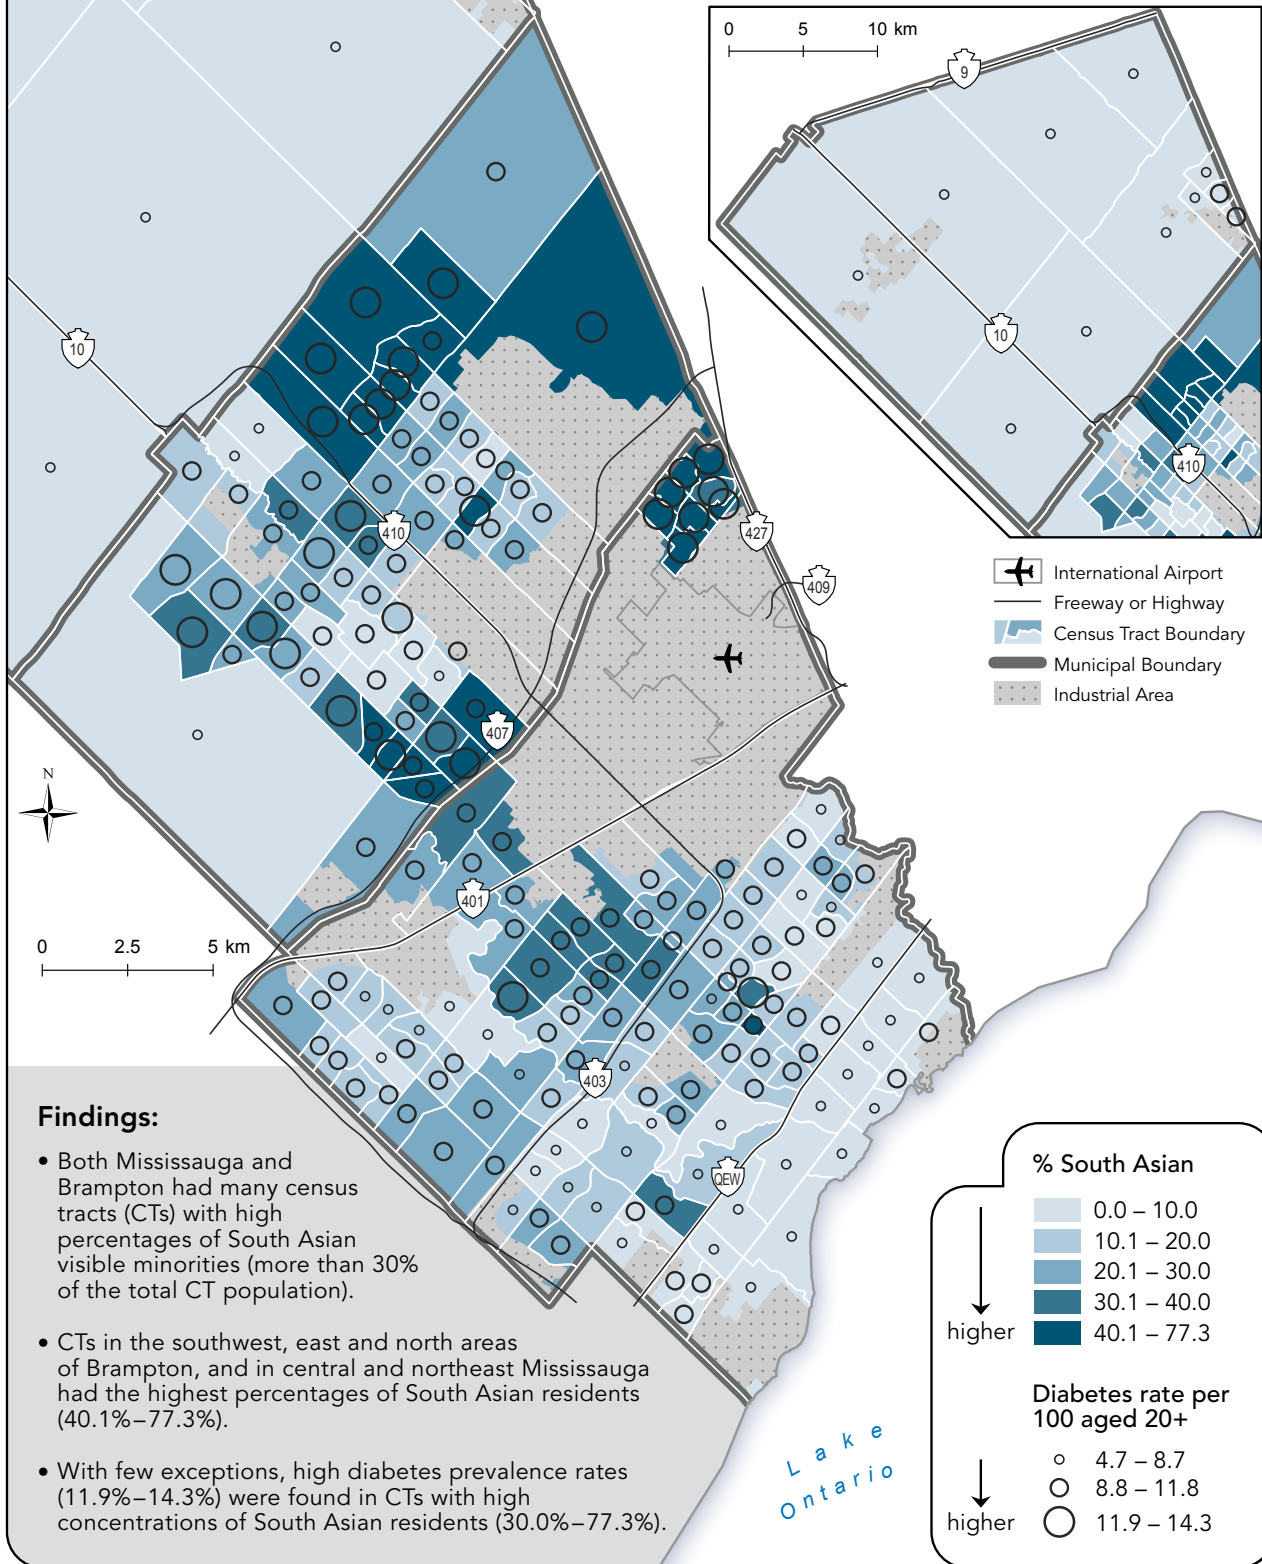 0 5 10 km
9
10
410
10
410
427
409
407
401
403
QEW
N
0 2.5 5 km
International Airport
Freeway or Highway
Census Tract Boundary
Municipal Boundary
Industrial Area
Findings:
• Both Mississauga and
Brampton had many census
tracts (CTs) with high
percentages of South Asian
visible minorities (more than 30%
of the total CT population).
• CTs in the southwest, east and north areas
of Brampton, and in central and northeast Mississauga
had the highest percentages of South Asian residents
(40.1%–77.3%).
• With few exceptions, high diabetes prevalence rates
(11.9%–14.3%) were found in CTs with high
concentrations of South Asian residents (30.0%–77.3%).
Lake
Ontario
% South Asian
0.0 – 10.0
10.1 – 20.0
20.1 – 30.0
30.1 – 40.0
40.1 – 77.3
higher
Diabetes rate per
100 aged 20+
4.7 – 8.7
8.8 – 11.8
11.9 – 14.3
higher